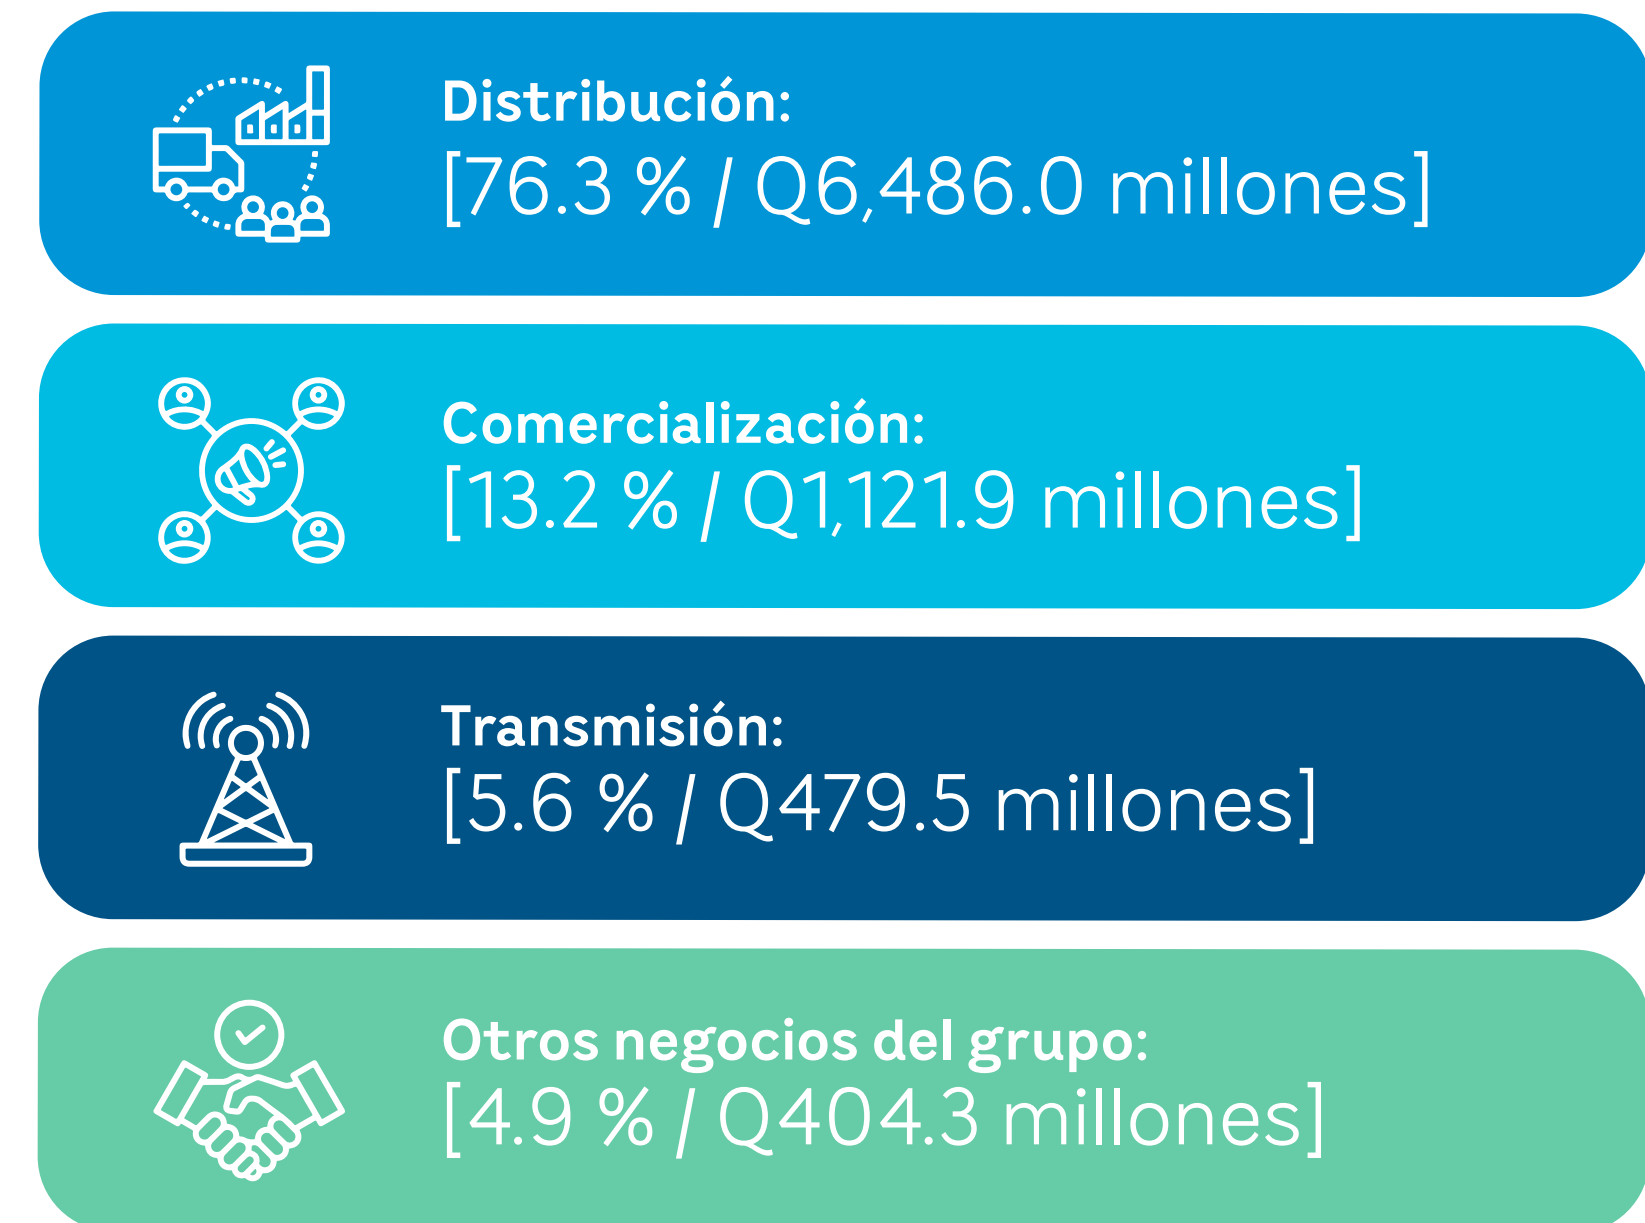 Distribución:
[76.3 % / Q6,486.0 millones]
Comercialización:
[13.2 % / Q1,121.9 millones]
Transmisión:
[5.6 % / Q479.5 millones]
Otros negocios del grupo:
[4.9 % / Q404.3 millones]